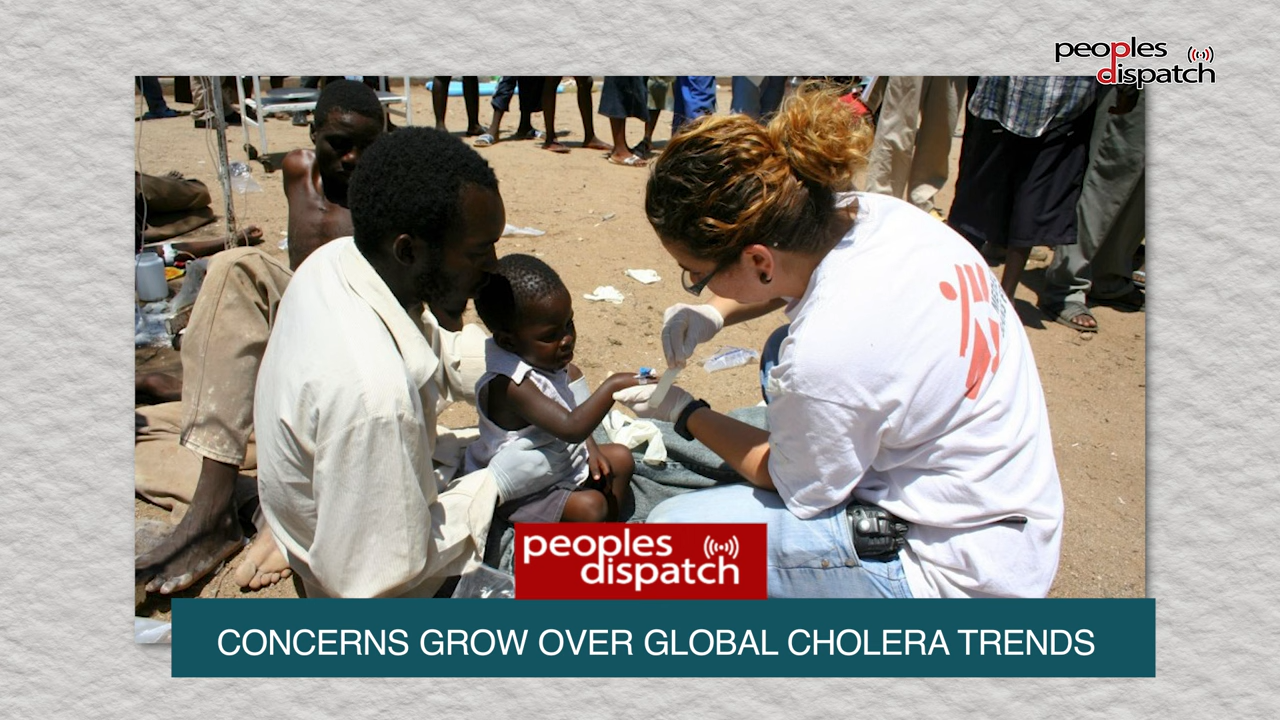 peoples
dispatch
peoples
dispatch
CONCERNS GROW OVER GLOBAL CHOLERA TRENDS